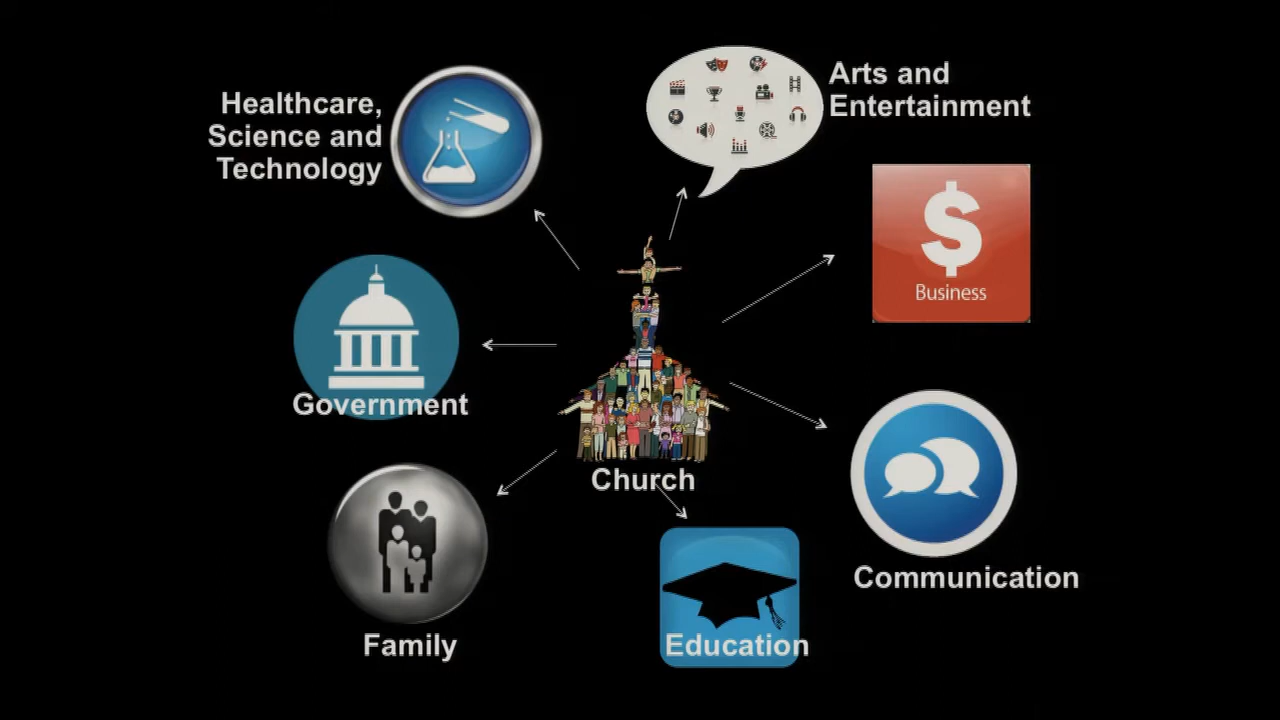 Healthcare,
Science and
Technology
Arts and
Entertainment
$
Business
Government
Church
Communication
Family
Education